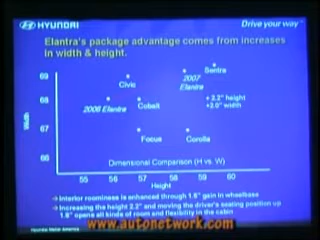 HYUNDAI
Drive your way
Elantra's package advantage comes from increases
in width & height.
69
68
67
66
Width
Civic
2007
Elantra
Sentra
2006 Elantra
Cobalt
+ 2.2" height
+2.0" width
Focus
Corolla
Dimensional Comparison (H vs. W)
55 56 57 58 59 60
Height
Interior roominess is enhanced through 1.6" gain in wheelbase
Increasing the height 2.2" and moving the driver's seating position up
1.8" opens all kinds of room and flexibility in the cabin
Hyundai Motor America
www.autonetwork.com